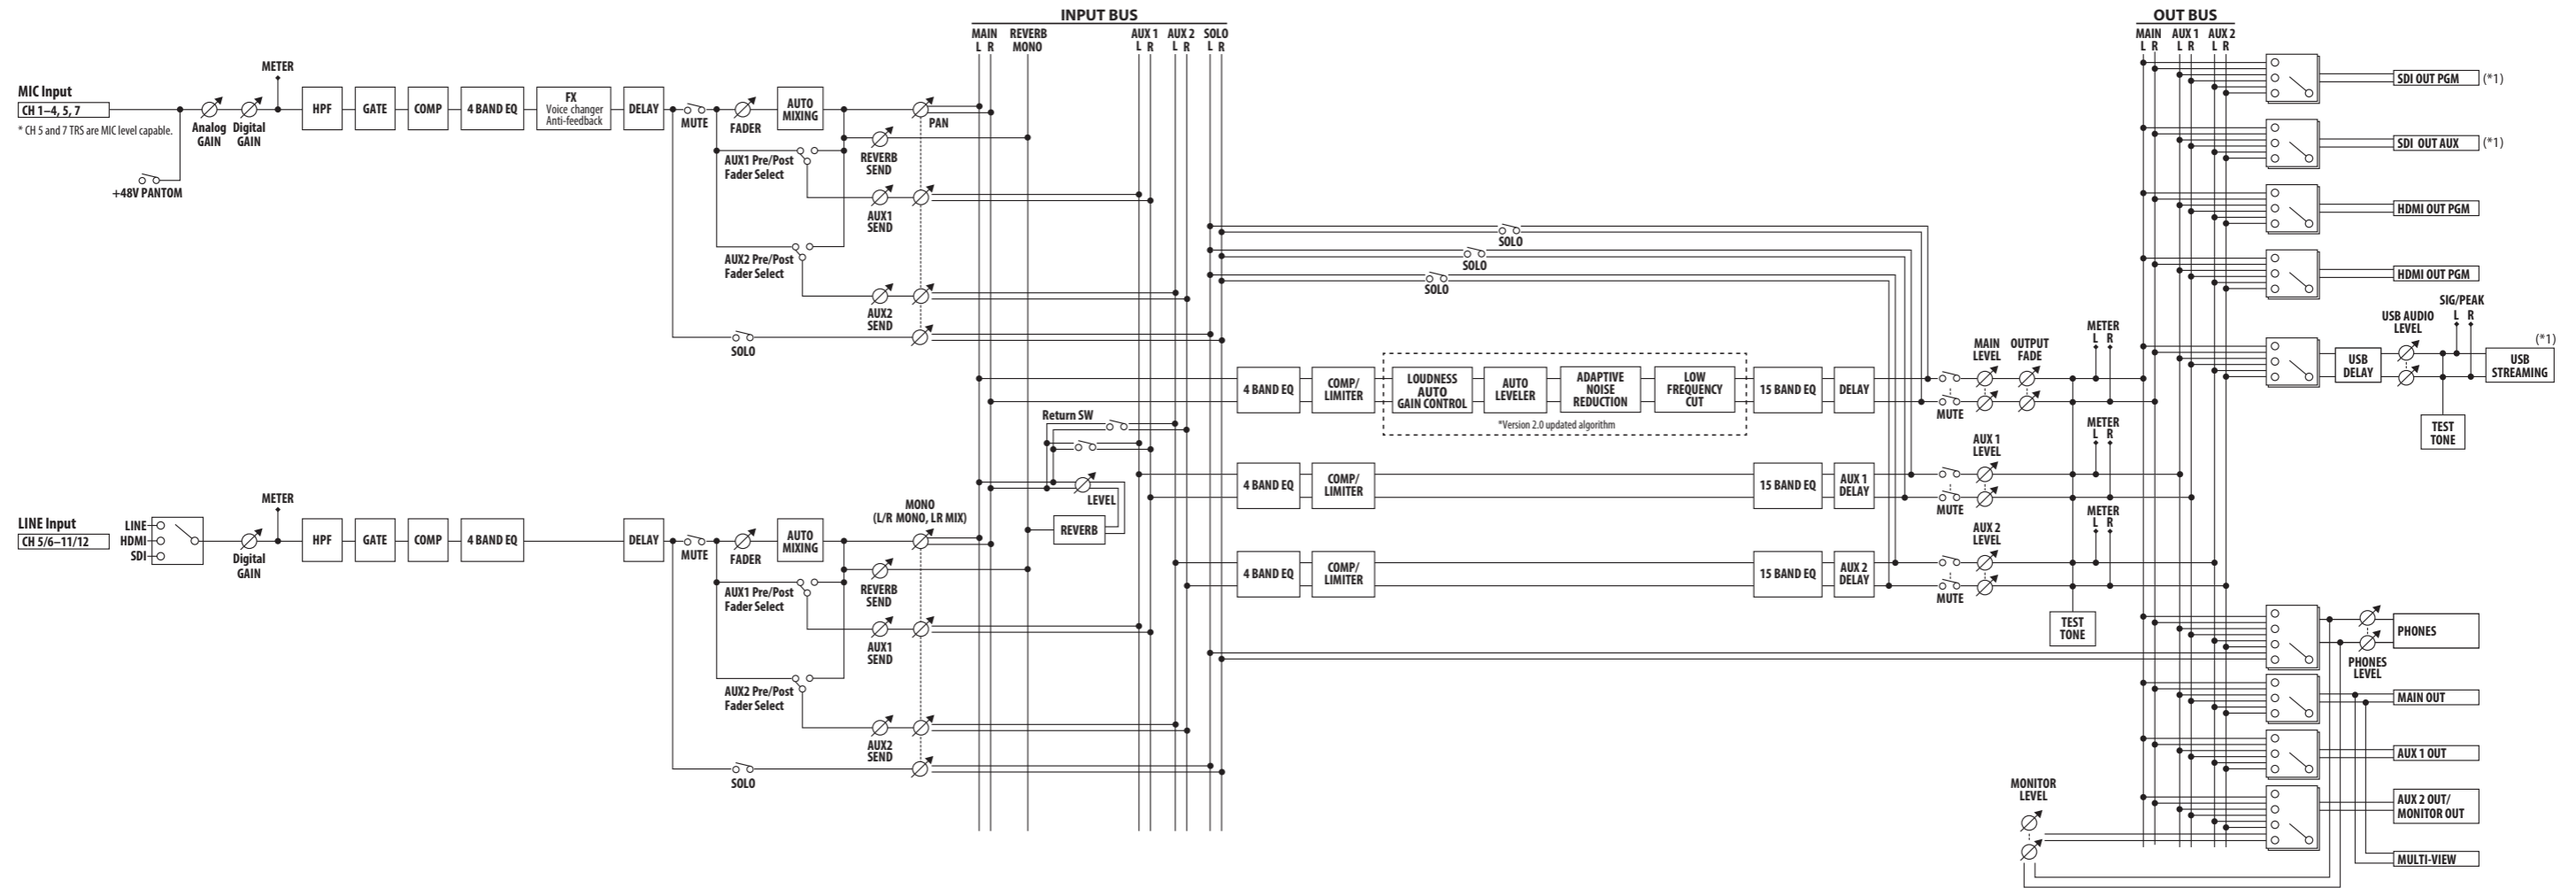 INPUT BUS
MAIN
L R
REVERB
MONO
AUX 1
L R
AUX 2
L R
SOLO
L R
OUT BUS
MAIN
L R
AUX 1
L R
AUX 2
L R
MIC Input
CH 1–4, 5, 7
* CH 5 and 7 TRS are MIC level capable.
+48V PANTOM
Analog
GAIN
Digital
GAIN
METER
HPF
GATE
COMP
4 BAND EQ
FX
Voice changer
Anti-feedback
DELAY
MUTE
FADER
AUTO
MIXING
PAN
REVERB
SEND
AUX1 Pre/Post
Fader Select
AUX1
SEND
AUX2 Pre/Post
Fader Select
AUX2
SEND
SOLO
SOLO
SOLO
SOLO
4 BAND EQ
COMP/
LIMITER
LOUDNESS
AUTO
GAIN CONTROL
AUTO
LEVELER
ADAPTIVE
NOISE
REDUCTION
LOW
FREQUENCY
CUT
*Version 2.0 updated algorithm
15 BAND EQ
DELAY
MUTE
MAIN
LEVEL
OUTPUT
FADE
METER
L R
Return SW
LEVEL
REVERB
4 BAND EQ
COMP/
LIMITER
15 BAND EQ
AUX 1
DELAY
MUTE
AUX 1
LEVEL
METER
L R
4 BAND EQ
COMP/
LIMITER
15 BAND EQ
AUX 2
DELAY
MUTE
AUX 2
LEVEL
METER
L R
TEST
TONE
LINE Input
CH 5/6–11/12
LINE
HDMI
SDI
Digital
GAIN
METER
HPF
GATE
COMP
4 BAND EQ
DELAY
MUTE
FADER
AUTO
MIXING
MONO
(L/R MONO, LR MIX)
REVERB
SEND
AUX1 Pre/Post
Fader Select
AUX1
SEND
AUX2 Pre/Post
Fader Select
AUX2
SEND
SOLO
SDI OUT PGM (*1)
SDI OUT AUX (*1)
HDMI OUT PGM
HDMI OUT PGM
USB
DELAY
USB AUDIO
LEVEL
SIG/PEAK
L R
(*1)
USB
STREAMING
TEST
TONE
PHONES
PHONES
LEVEL
MAIN OUT
AUX 1 OUT
MONITOR
LEVEL
AUX 2 OUT/
MONITOR OUT
MULTI-VIEW